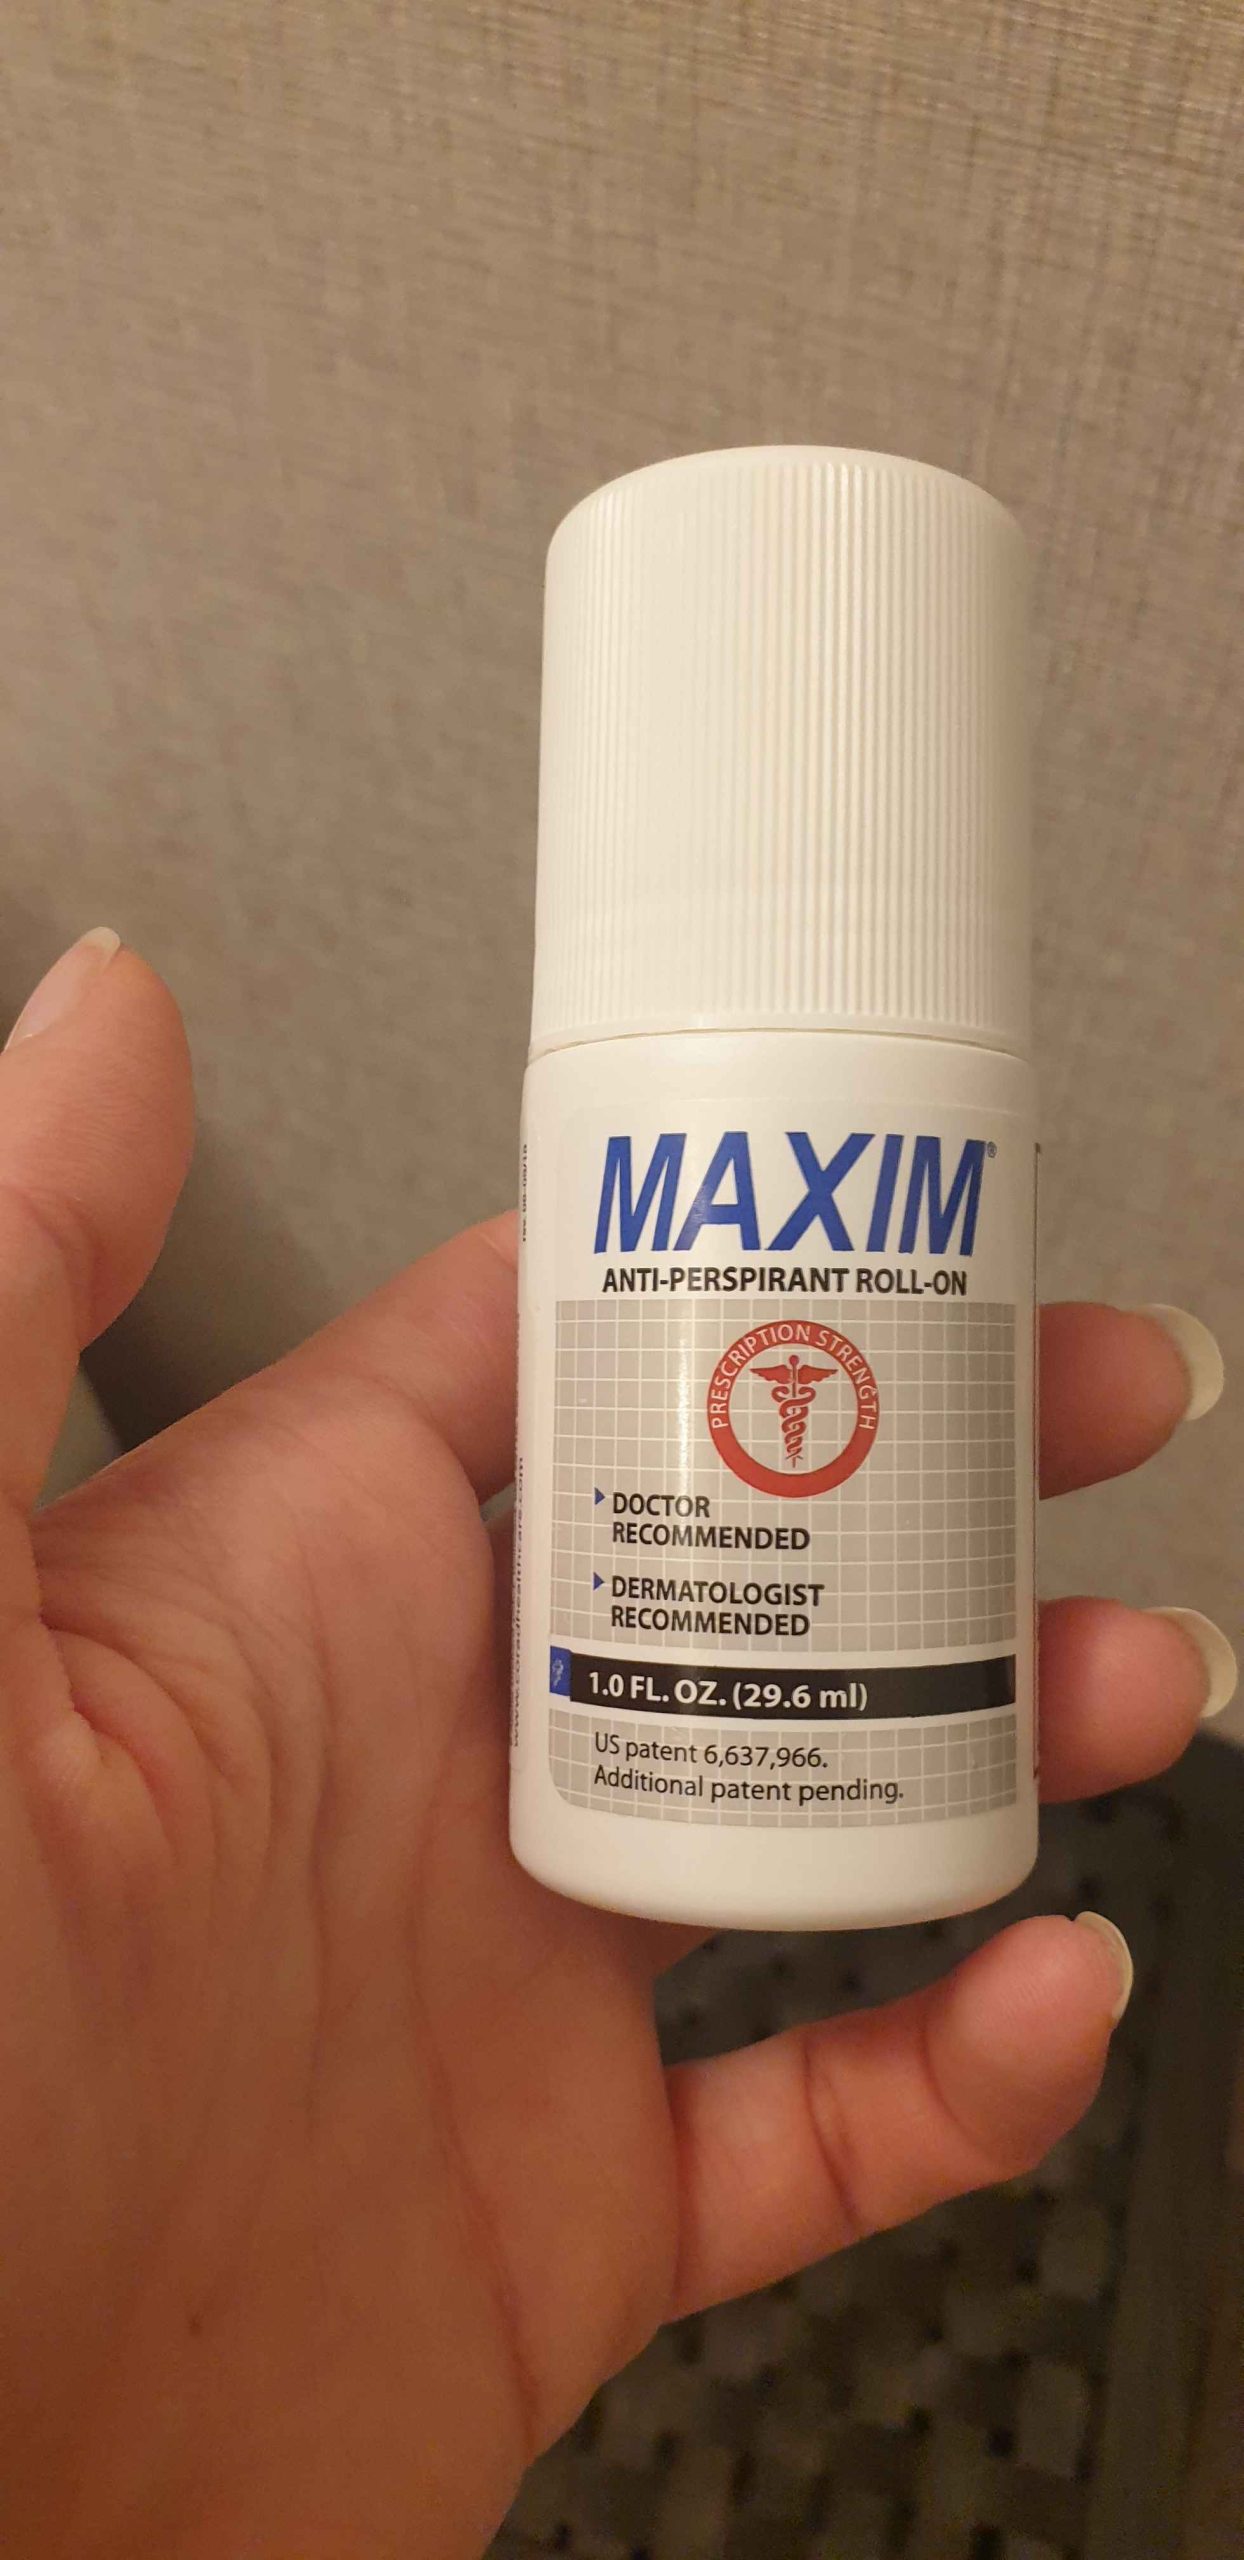 MAXIM®
ANTI-PERSPIRANT ROLL-ON
PRESCRIPTION STRENGTH
DOCTOR
RECOMMENDED
DERMATOLOGIST
RECOMMENDED
1.0 FL. OZ. (29.6 ml)
US patent 6,637,966.
Additional patent pending.